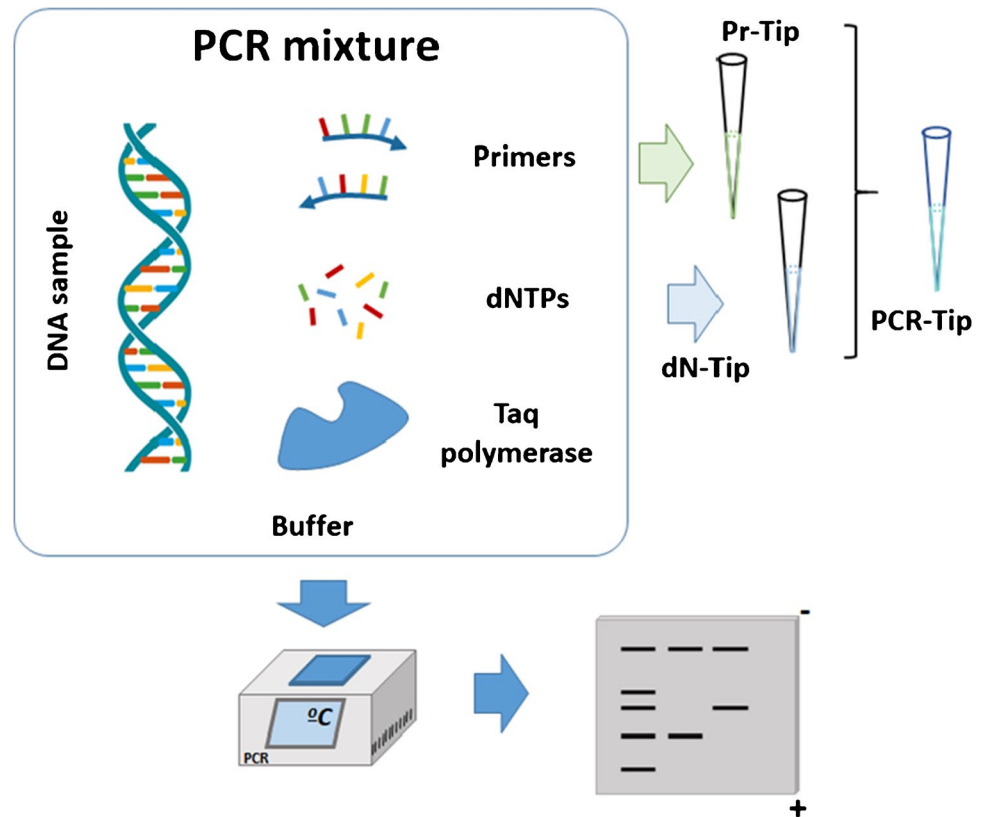 PCR mixture
DNA sample
Primers
dNTPs
Taq
polymerase
Buffer
Pr-Tip
dN-Tip
PCR-Tip
ºC
PCR
-
+